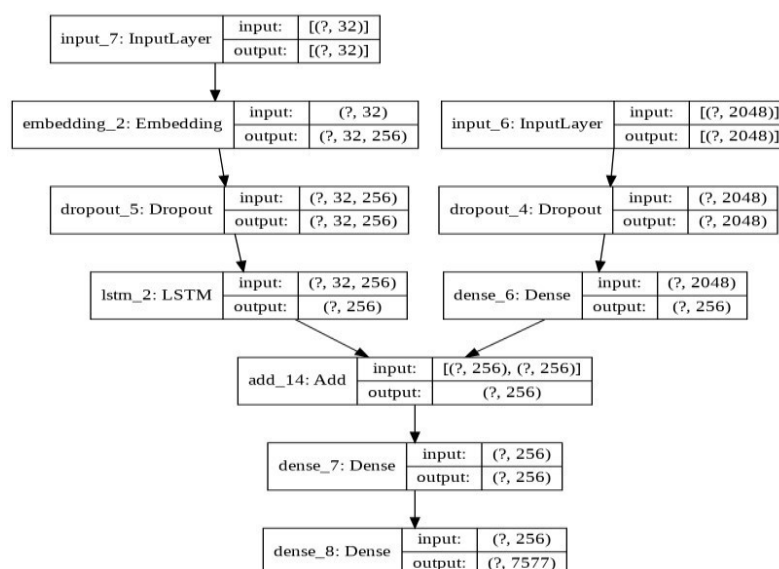 input_7: InputLayer input: [(?, 32)]
output: [(?, 32)]
embedding_2: Embedding input: (?, 32)
output: (?, 32, 256)
input_6: InputLayer input: [(?, 2048)]
output: [(?, 2048)]
dropout_5: Dropout input: (?, 32, 256)
output: (?, 32, 256)
dropout_4: Dropout input: (?, 2048)
output: (?, 2048)
lstm_2: LSTM input: (?, 32, 256)
output: (?, 256)
dense_6: Dense input: (?, 2048)
output: (?, 256)
add_14: Add input: [(?, 256), (?, 256)]
output: (?, 256)
dense_7: Dense input: (?, 256)
output: (?, 256)
dense_8: Dense input: (?, 256)
output: (?, 7577)